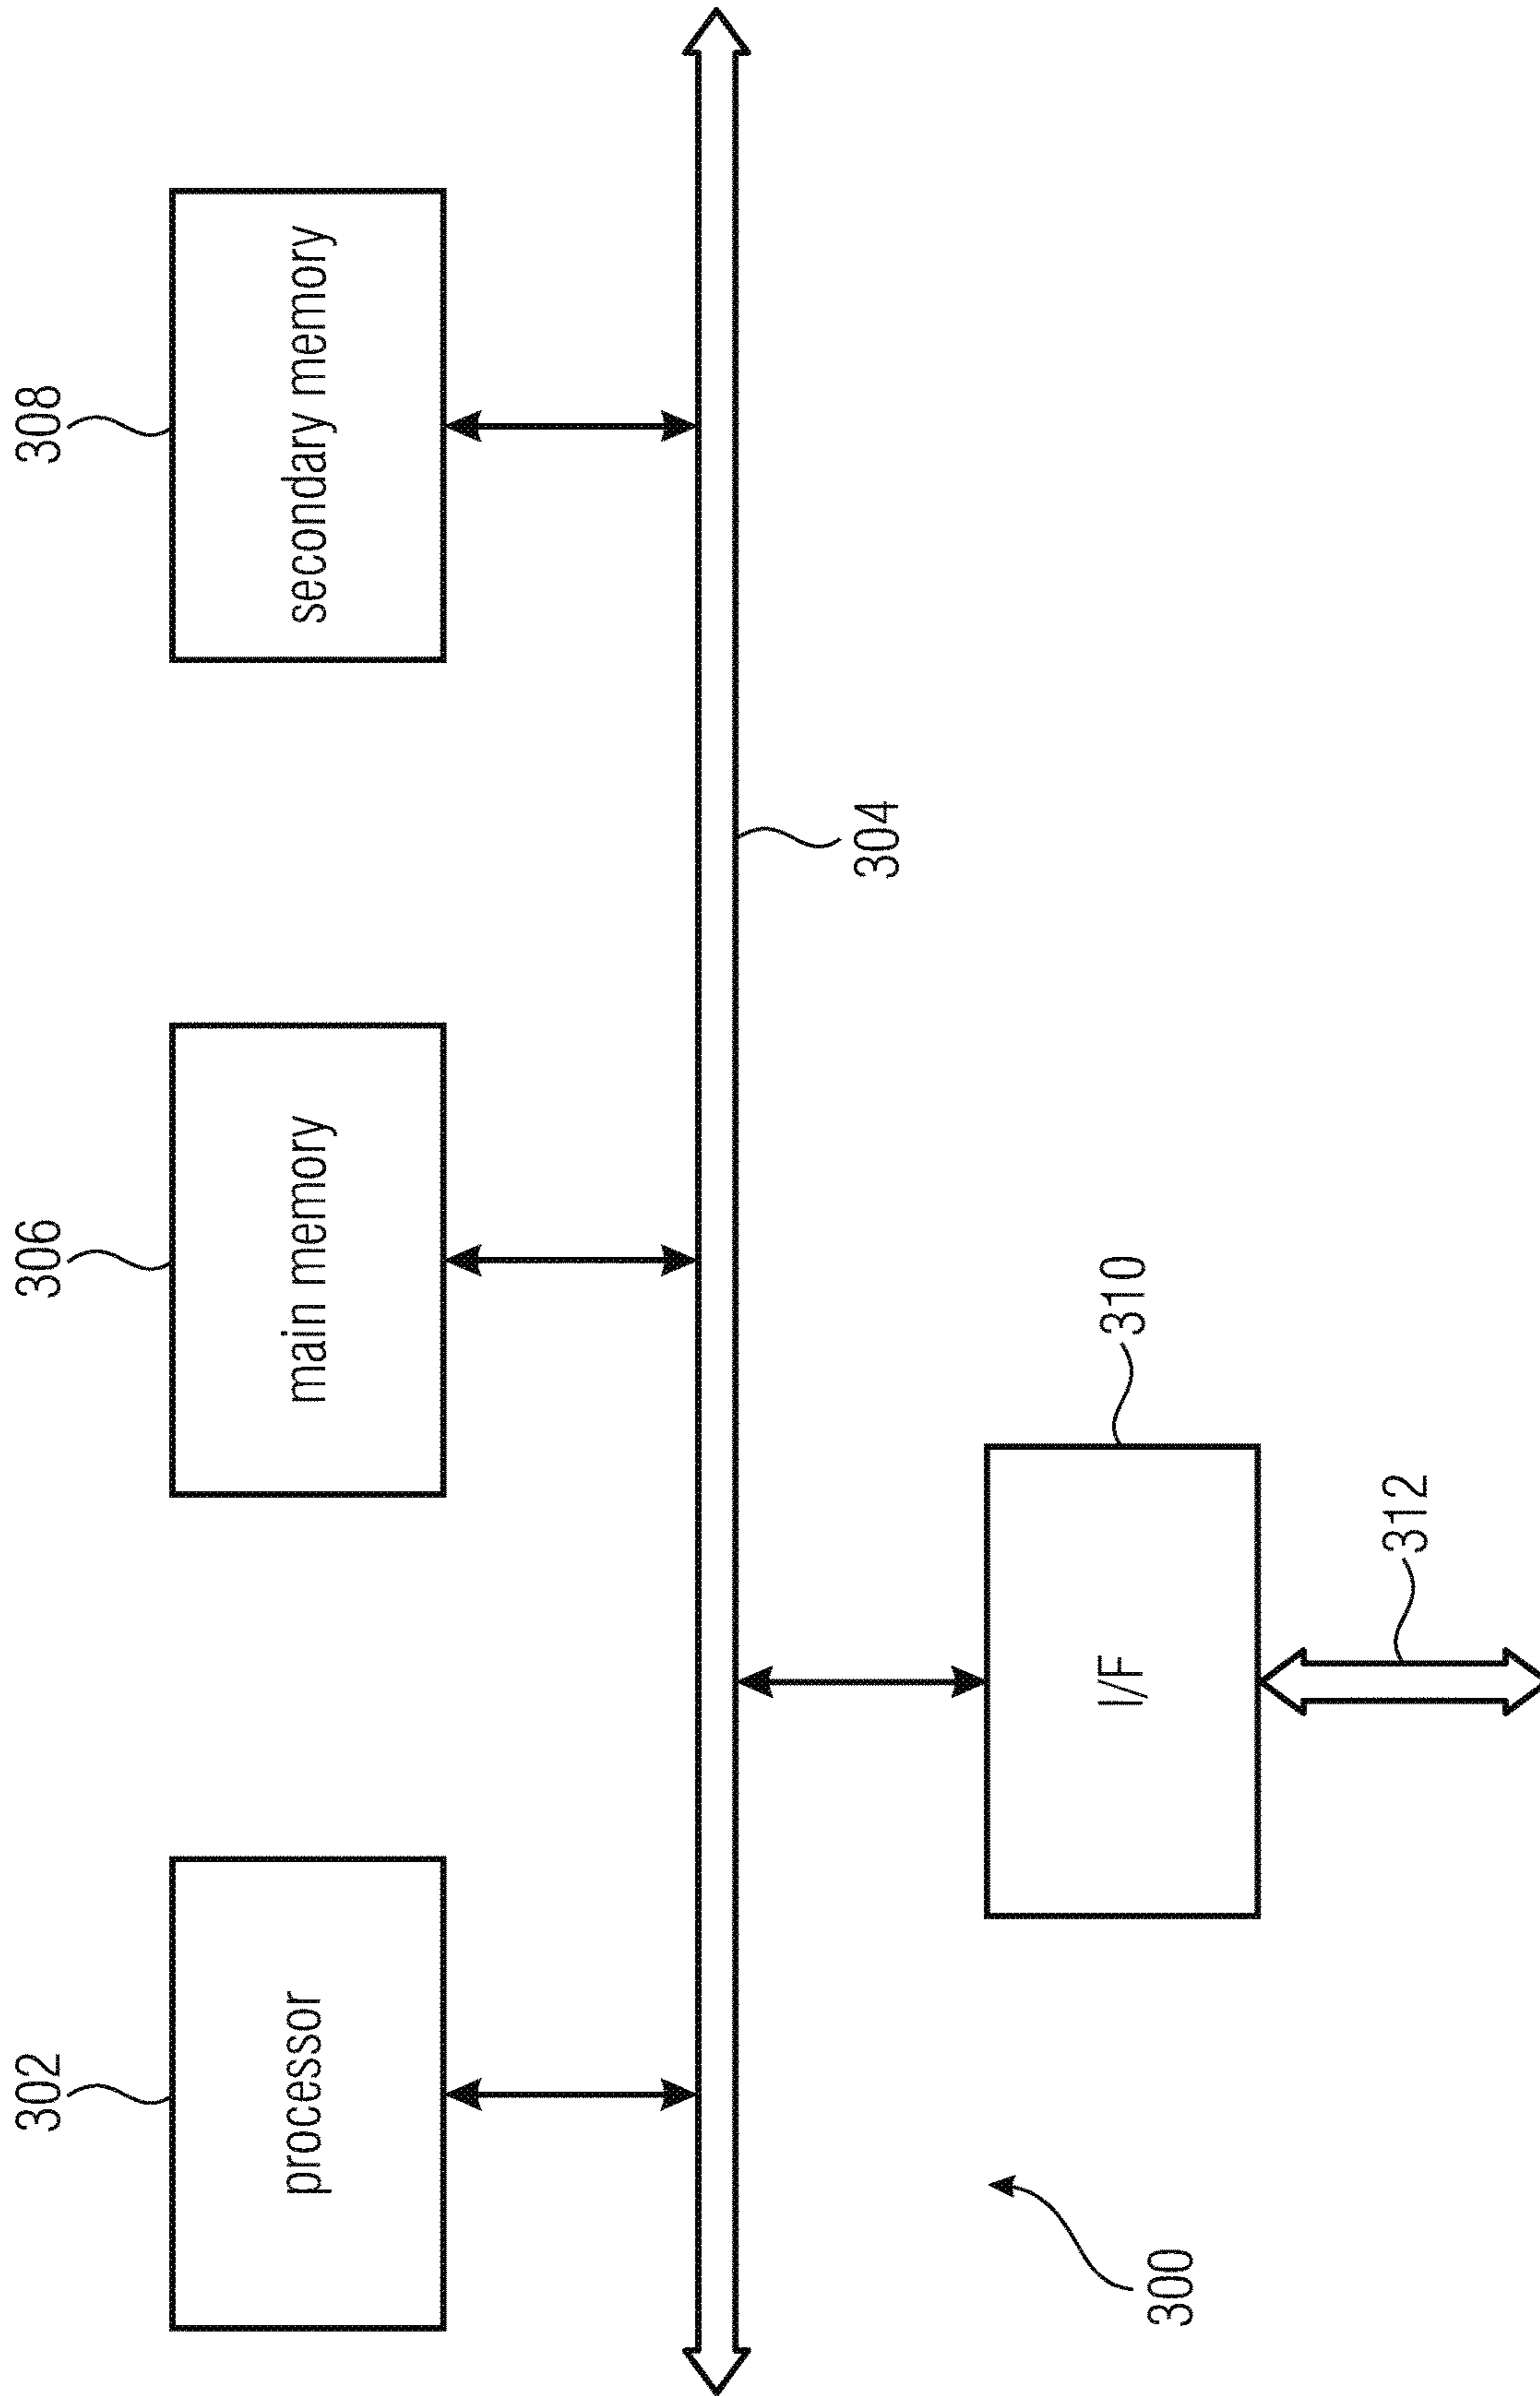 302
306
308
processor
main memory
secondary memory
304
310
I/F
300
312